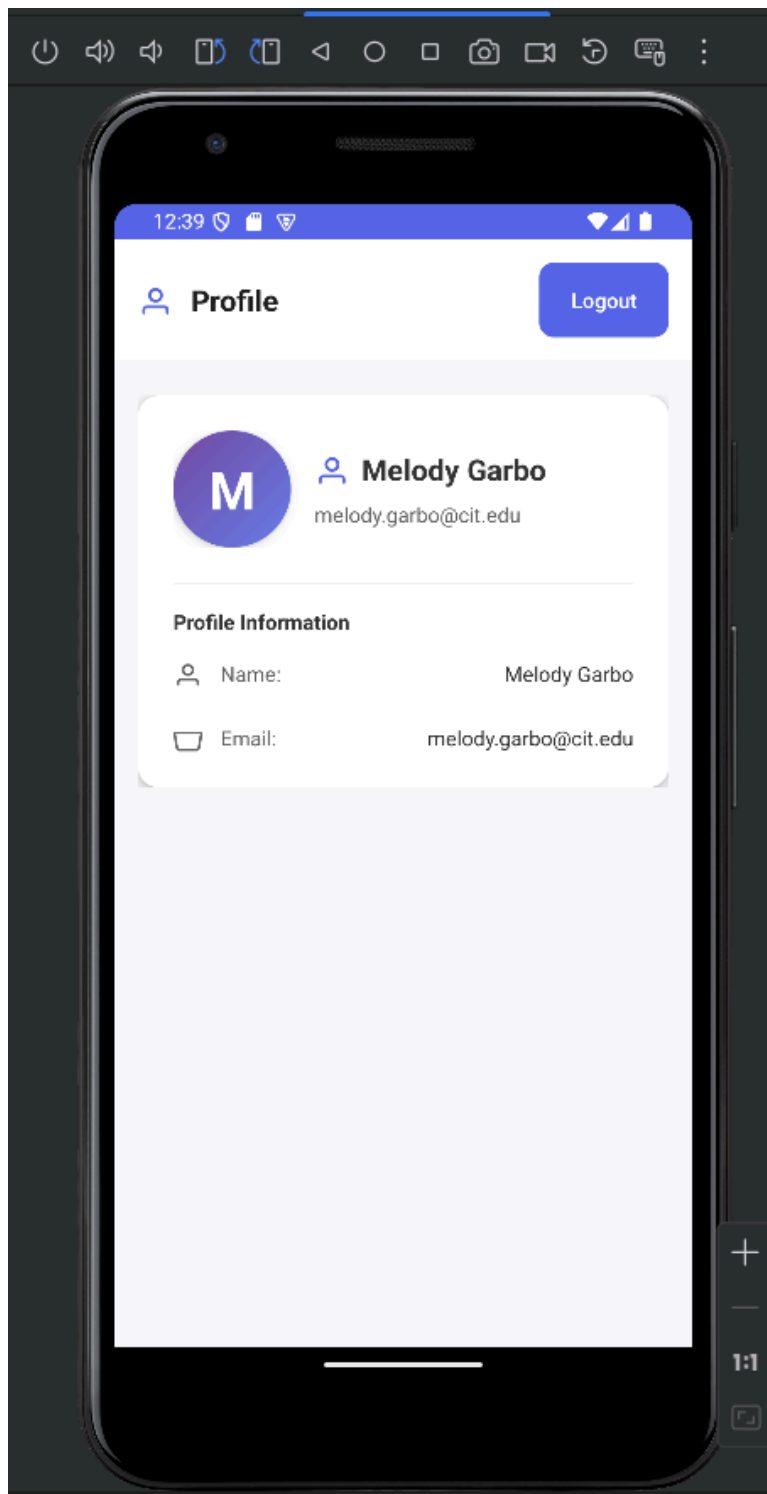 12:39
Profile
Logout
M
Melody Garbo
melody.garbo@cit.edu
Profile Information
Name: Melody Garbo
Email: melody.garbo@cit.edu
1:1